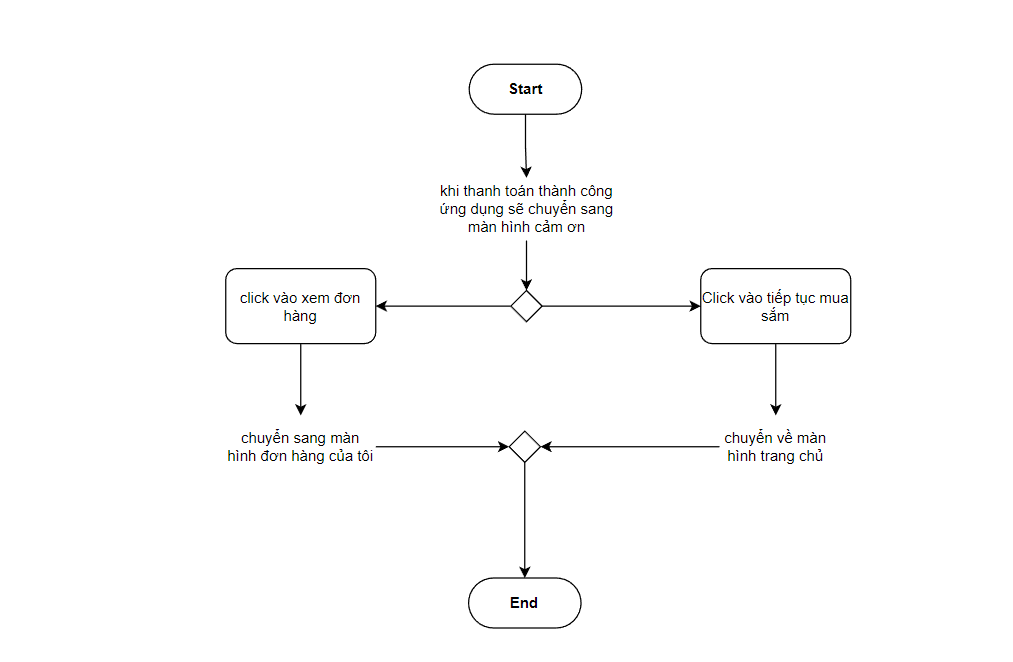 Start
khi thanh toán thành công
ứng dụng sẽ chuyển sang
màn hình cảm ơn
click vào xem đơn
hàng
Click vào tiếp tục mua
sắm
chuyển sang màn
hình đơn hàng của tôi
chuyển về màn
hình trang chủ
End